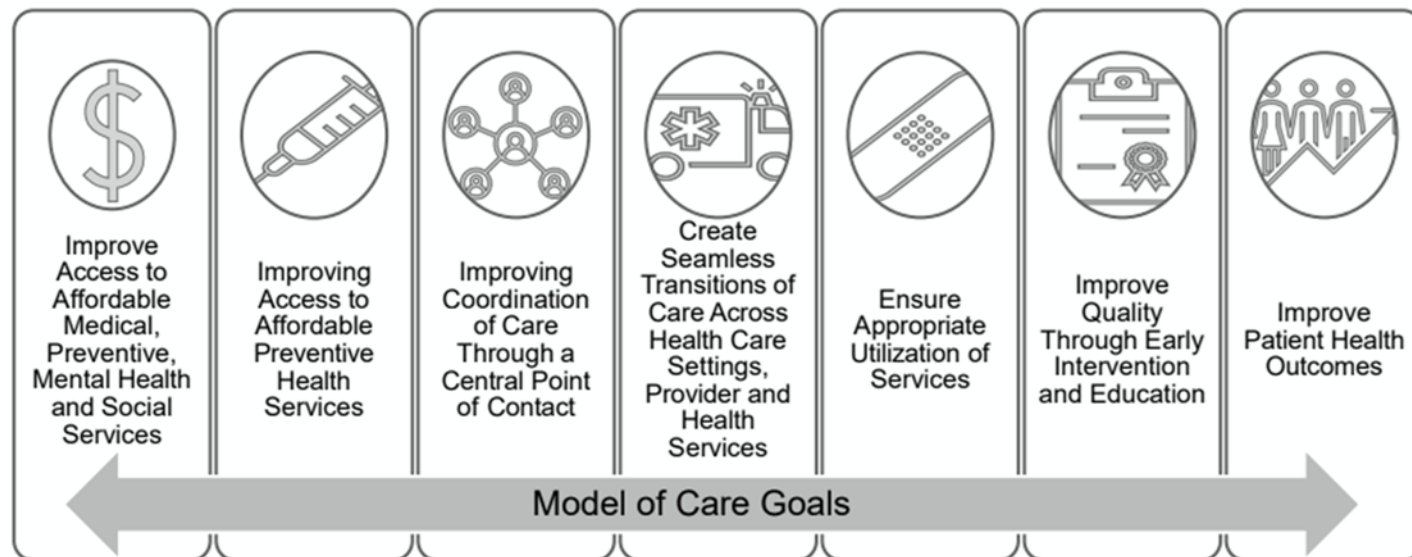 Improve
Access to
Affordable
Medical,
Preventive,
Mental Health
and Social
Services
Improving
Access to
Affordable
Preventive
Health
Services
Improving
Coordination
of Care
Through a
Central Point
of Contact
Create
Seamless
Transitions of
Care Across
Health Care
Settings,
Provider and
Health
Services
Ensure
Appropriate
Utilization of
Services
Improve
Quality
Through Early
Intervention
and Education
Improve
Patient Health
Outcomes
Model of Care Goals